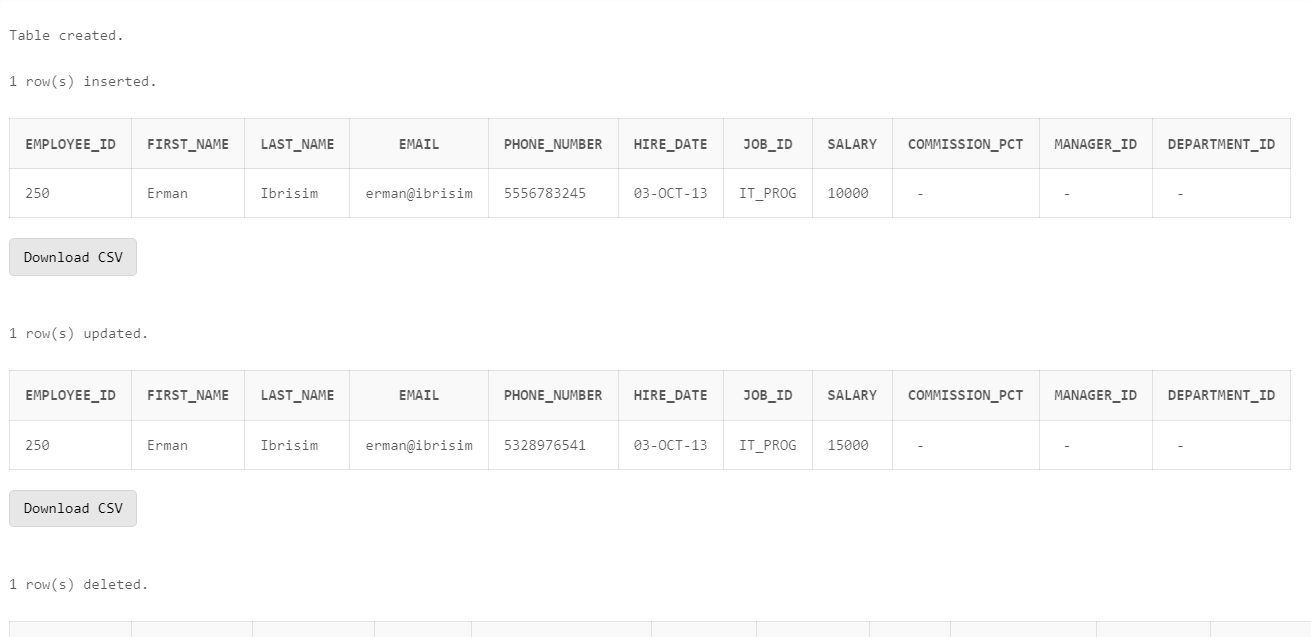 Table created.
1 row(s) inserted.
EMPLOYEE_ID FIRST_NAME LAST_NAME EMAIL PHONE_NUMBER HIRE_DATE JOB_ID SALARY COMMISSION_PCT MANAGER_ID DEPARTMENT_ID
250 Erman Ibrisim erman@ibrisim 5556783245 03-OCT-13 IT_PROG 10000 - - -
Download CSV
1 row(s) updated.
EMPLOYEE_ID FIRST_NAME LAST_NAME EMAIL PHONE_NUMBER HIRE_DATE JOB_ID SALARY COMMISSION_PCT MANAGER_ID DEPARTMENT_ID
250 Erman Ibrisim erman@ibrisim 5328976541 03-OCT-13 IT_PROG 15000 - - -
Download CSV
1 row(s) deleted.